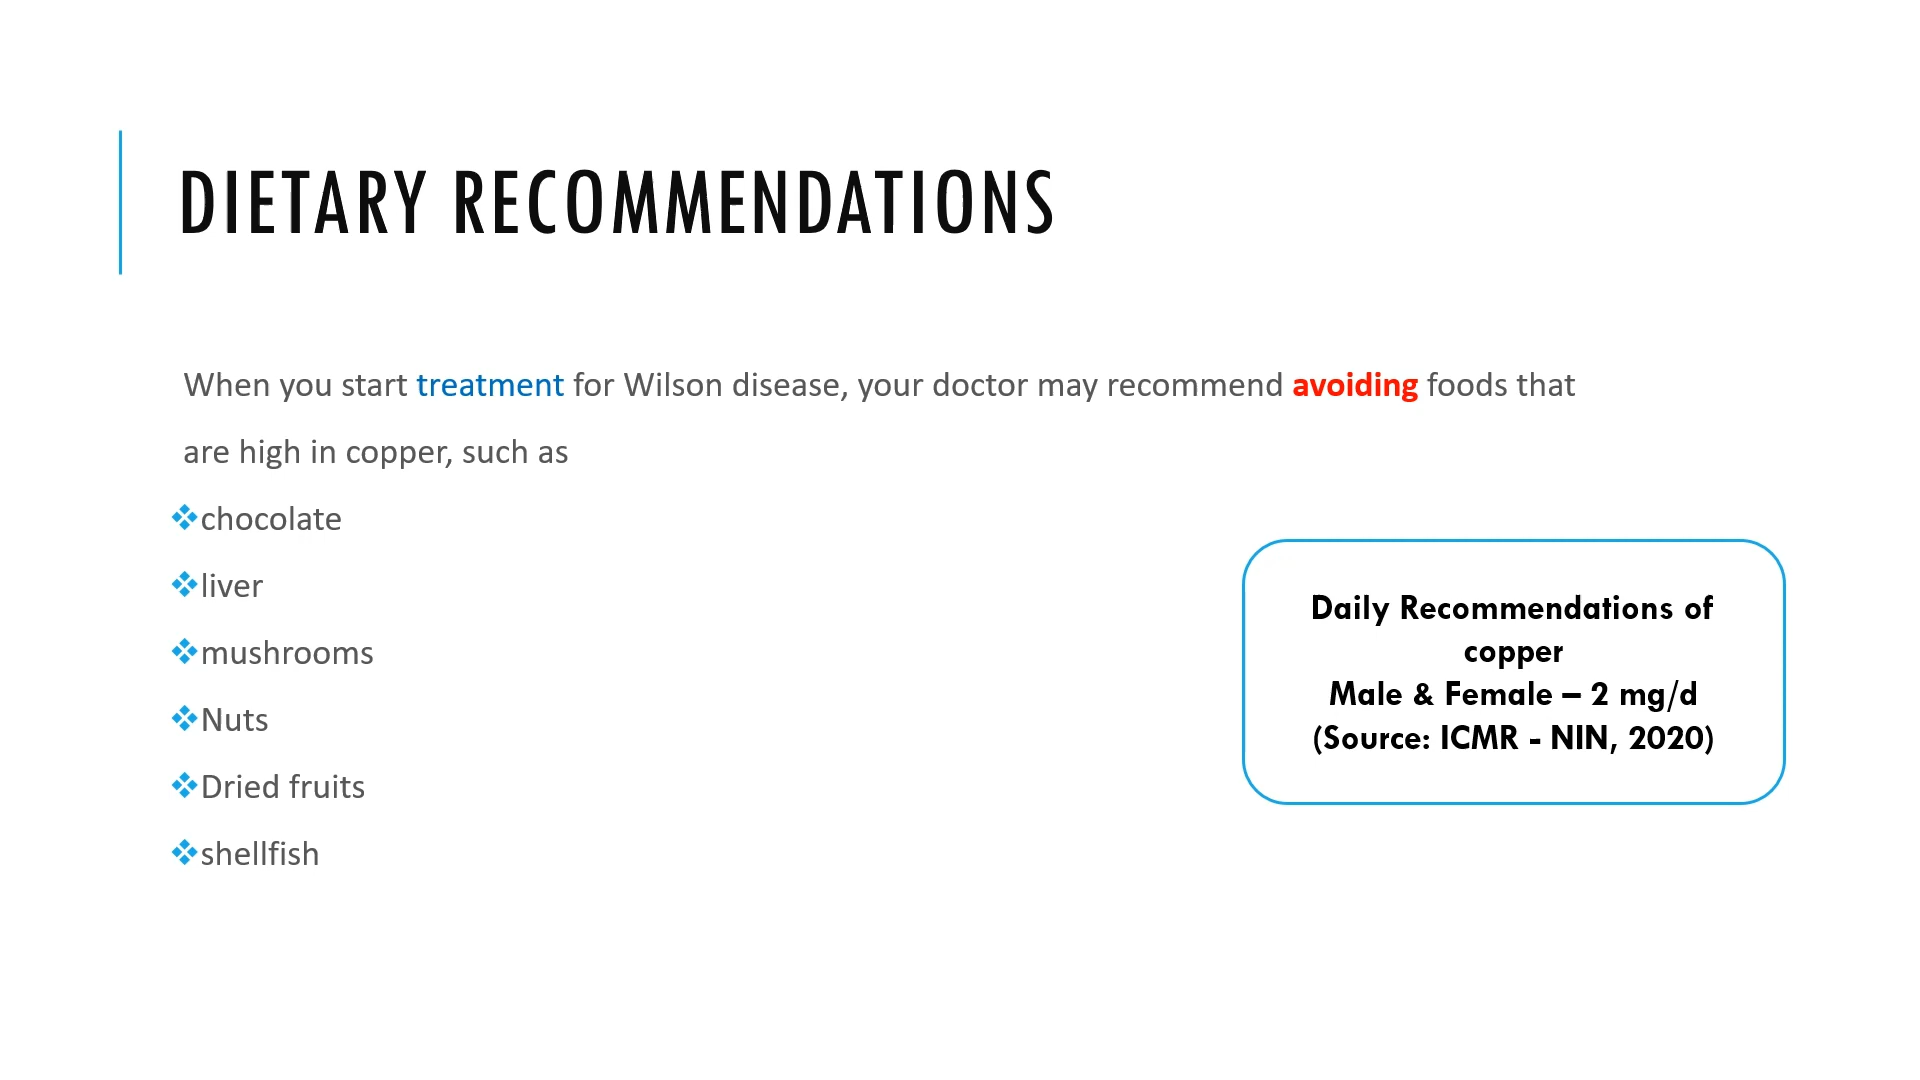 DIETARY RECOMMENDATIONS
When you start treatment for Wilson disease, your doctor may recommend avoiding foods that
are high in copper, such as
❖chocolate
❖liver
❖mushrooms
❖Nuts
❖Dried fruits
❖shellfish
Daily Recommendations of
copper
Male & Female – 2 mg/d
(Source: ICMR - NIN, 2020)